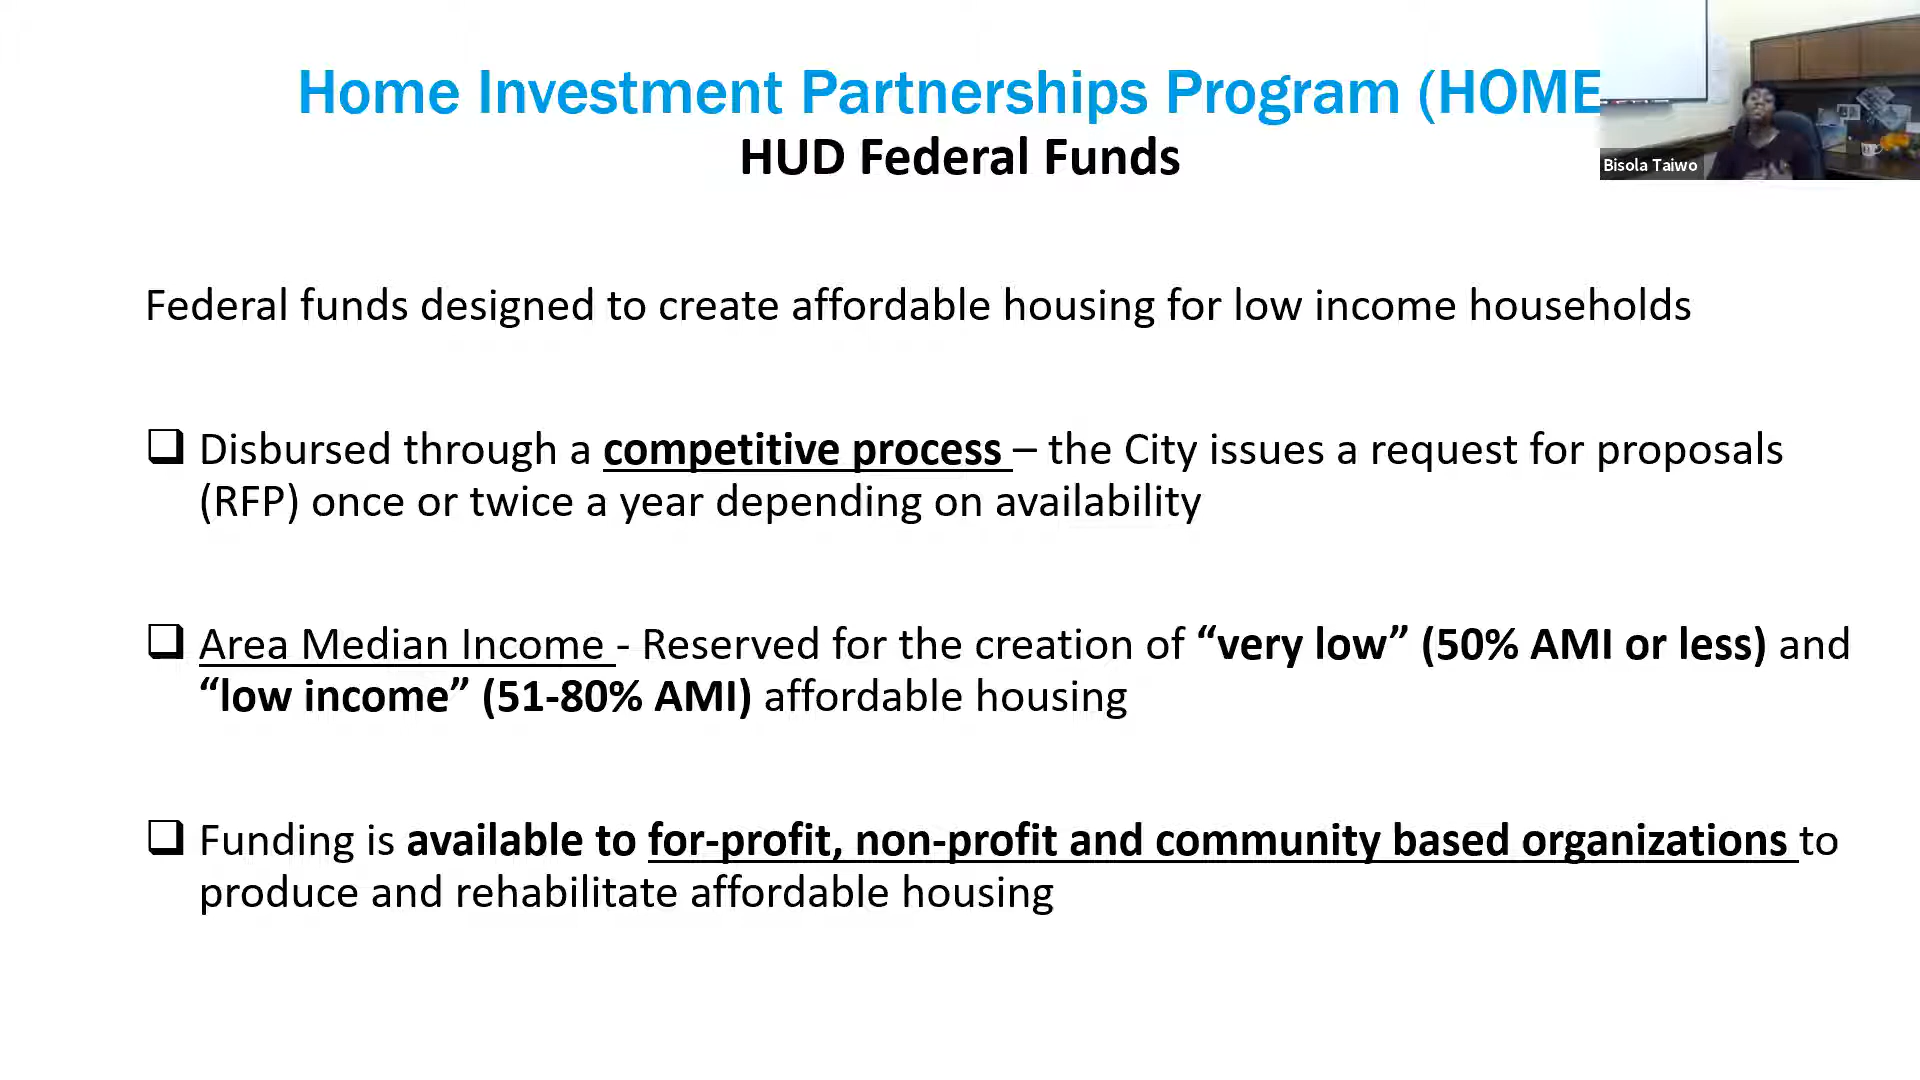 Home Investment Partnerships Program (HOME
HUD Federal Funds
Bisola Taiwo
Federal funds designed to create affordable housing for low income households
❑ Disbursed through a competitive process – the City issues a request for proposals
(RFP) once or twice a year depending on availability
❑ Area Median Income - Reserved for the creation of “very low” (50% AMI or less) and
“low income” (51-80% AMI) affordable housing
❑ Funding is available to for-profit, non-profit and community based organizations to
produce and rehabilitate affordable housing